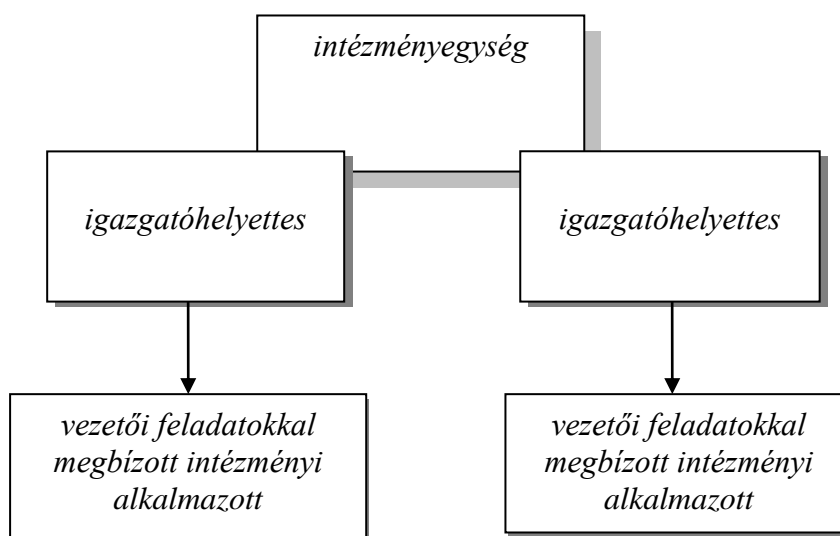 intézményegység
igazgatóhelyettes
igazgatóhelyettes
vezetői feladatokkal
megbízott intézményi
alkalmazott
vezetői feladatokkal
megbízott intézményi
alkalmazott